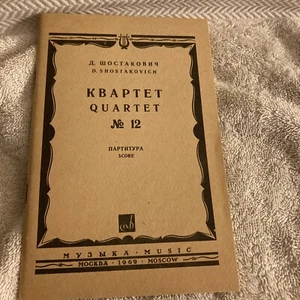 Д. ШОСТАКОВИЧ
D. SHOSTAKOVICH
КВАРТЕТ
QUARTET
№ 12
ПАРТИТУРА
SCORE
МУЗЫКА · MUSIC
МОСКВА · 1969 · MOSCOW